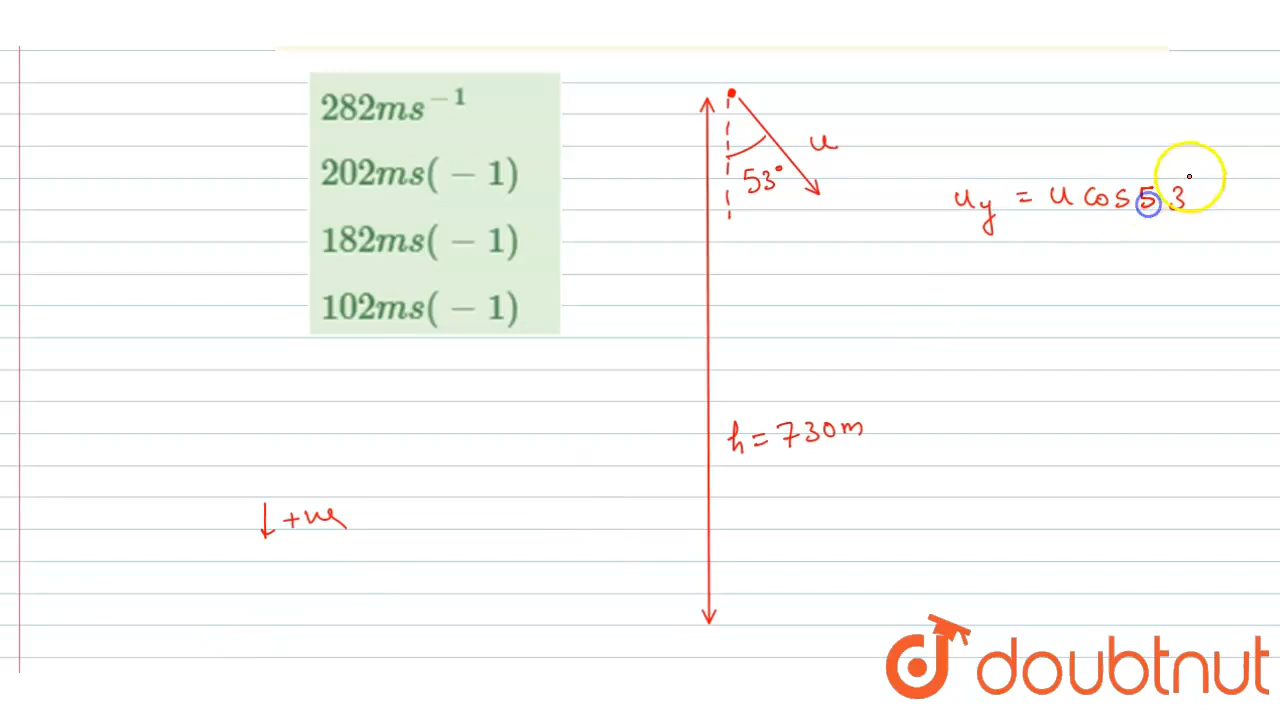 282ms⁻¹
202ms(−1)
182ms(−1)
102ms(−1)
u
53°
u_y = u cos 53
h = 730m
↓ +ve
doubtnut